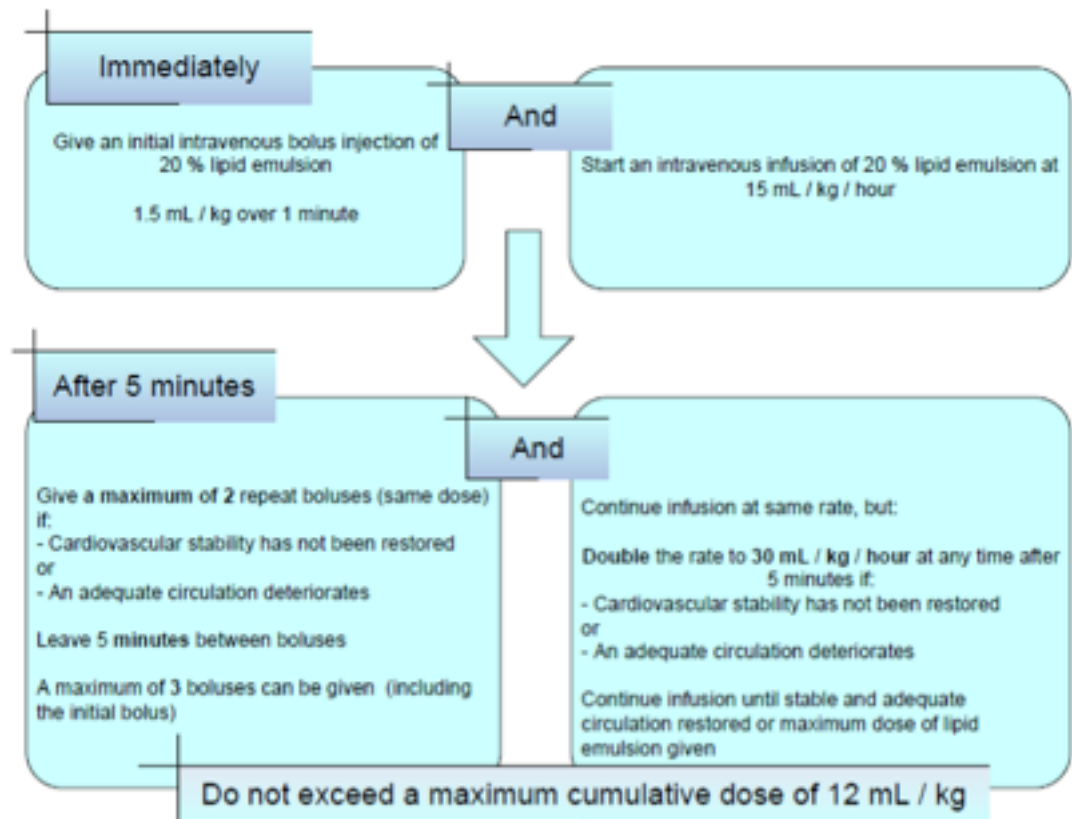 Immediately
Give an initial intravenous bolus injection of
20 % lipid emulsion
1.5 mL / kg over 1 minute
And
Start an intravenous infusion of 20 % lipid emulsion at
15 mL / kg / hour
After 5 minutes
Give a maximum of 2 repeat boluses (same dose)
if:
- Cardiovascular stability has not been restored
or
- An adequate circulation deteriorates
Leave 5 minutes between boluses
A maximum of 3 boluses can be given (including
the initial bolus)
And
Continue infusion at same rate, but:
Double the rate to 30 mL / kg / hour at any time after
5 minutes if:
- Cardiovascular stability has not been restored
or
- An adequate circulation deteriorates
Continue infusion until stable and adequate
circulation restored or maximum dose of lipid
emulsion given
Do not exceed a maximum cumulative dose of 12 mL / kg